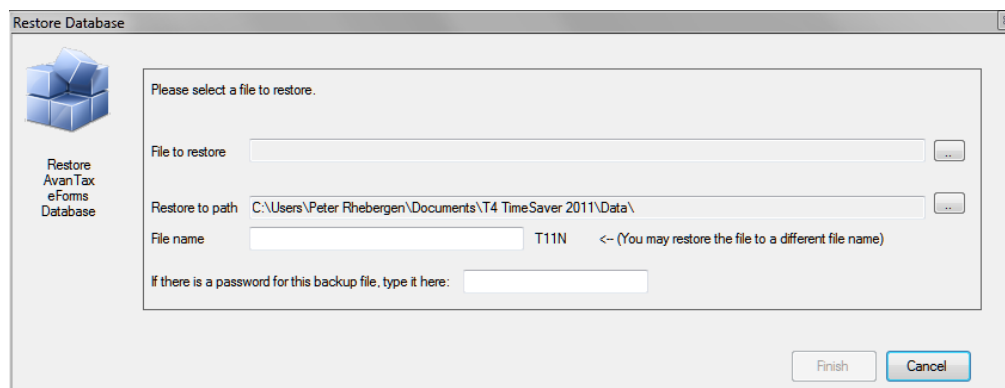 Restore Database
Please select a file to restore.
File to restore
..
Restore
AvanTax
eForms
Database
Restore to path C:\Users\Peter Rhebergen\Documents\T4 TimeSaver 2011\Data\
..
File name T11N <-- (You may restore the file to a different file name)
If there is a password for this backup file, type it here:
Finish Cancel